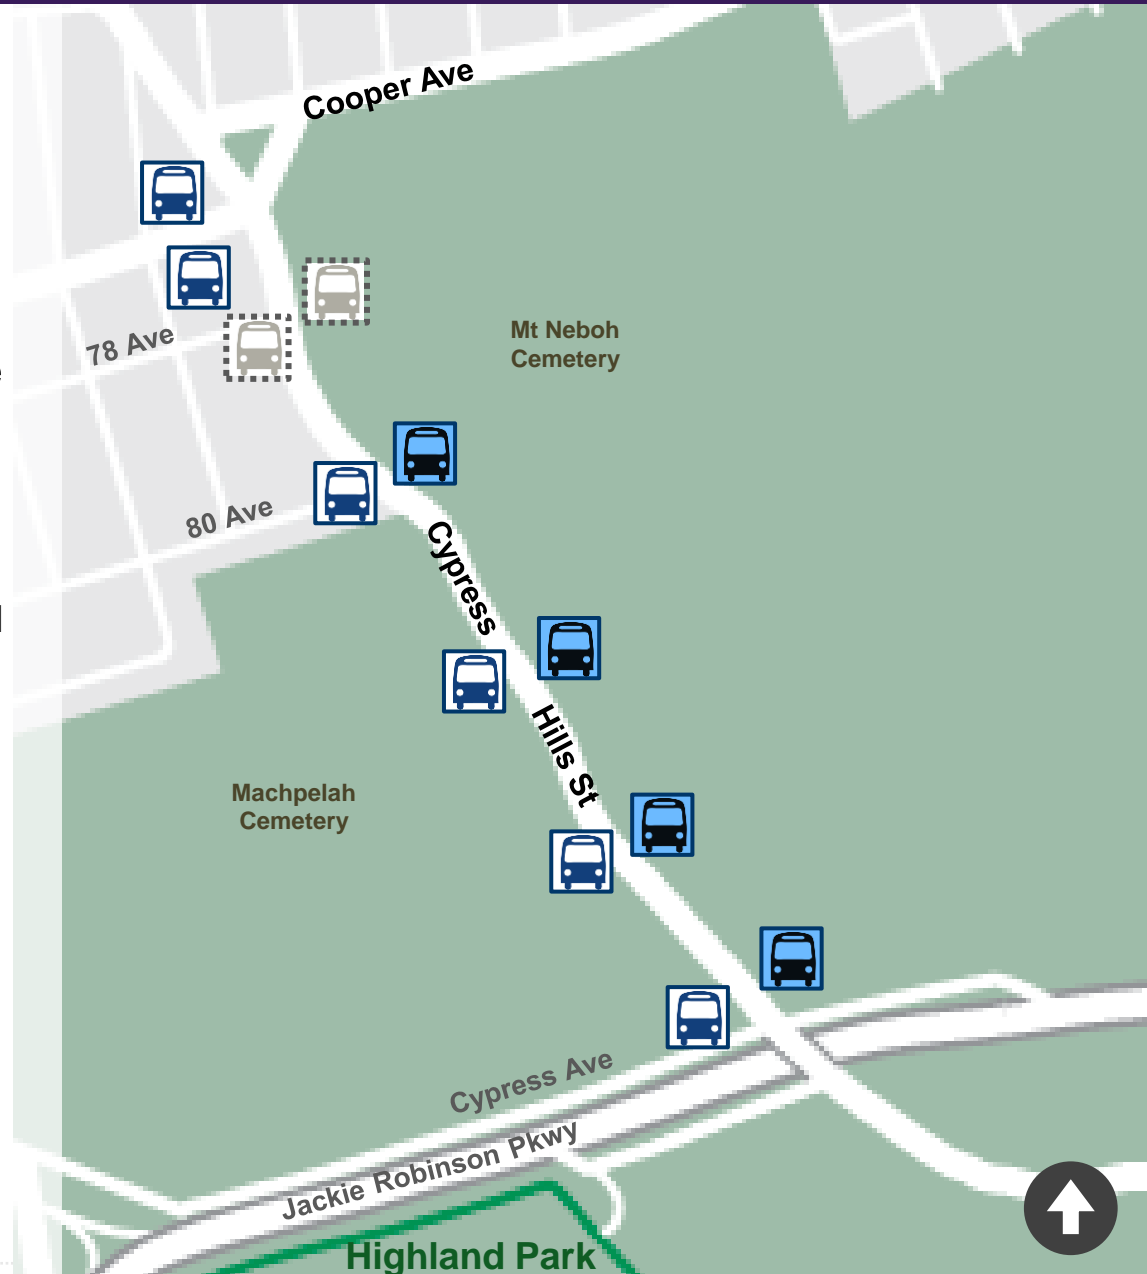 Cooper Ave
78 Ave
Mt Neboh
Cemetery
80 Ave
Cypress
Hills St
Machpelah
Cemetery
Cypress Ave
Jackie Robinson Pkwy
Highland Park